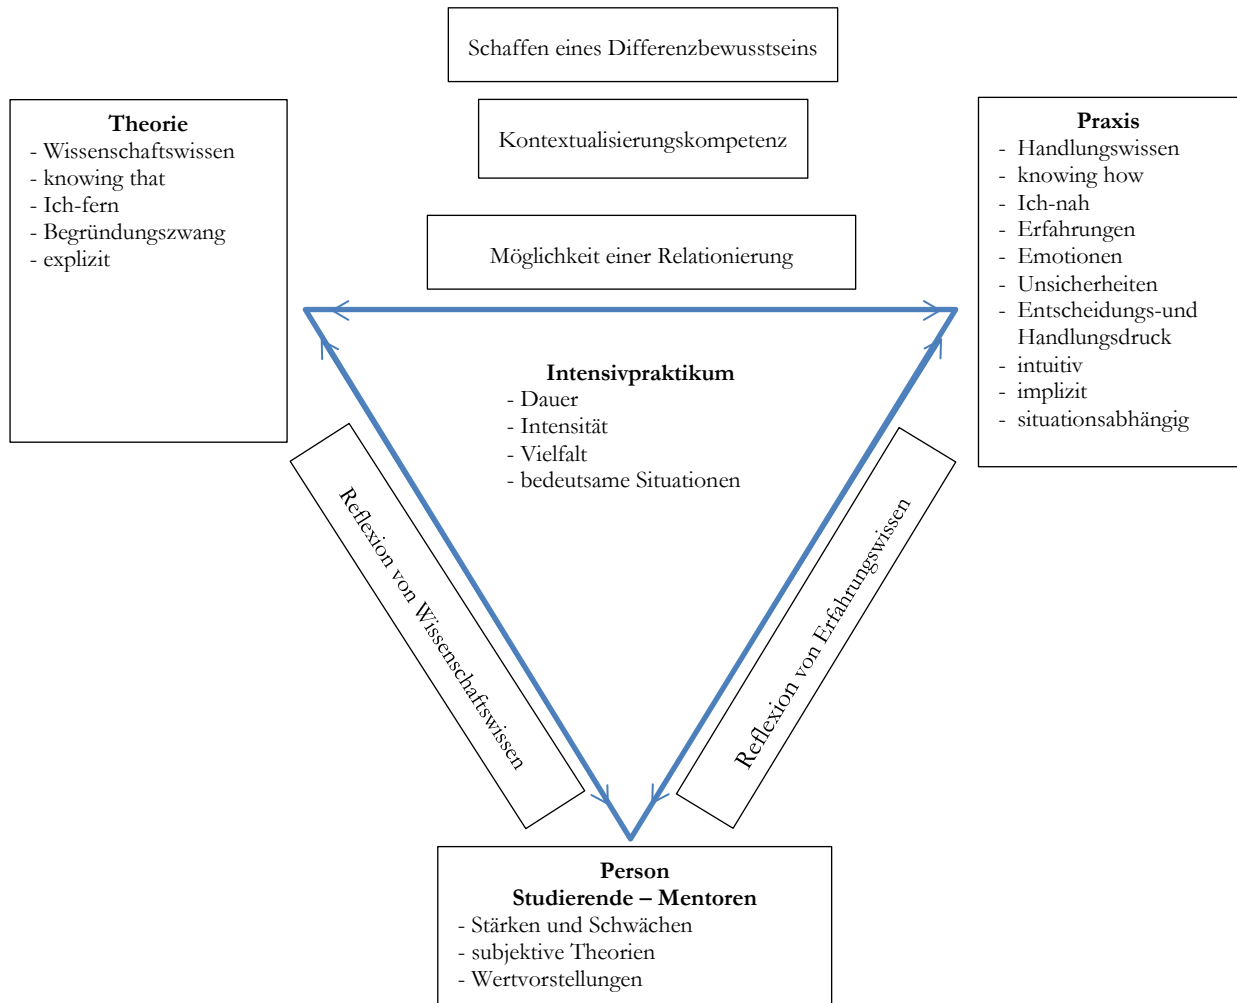 Schaffen eines Differenzbewusstseins
Kontextualisierungskompetenz
Möglichkeit einer Relationierung
Theorie
- Wissenschaftswissen
- knowing that
- Ich-fern
- Begründungszwang
- explizit
Praxis
- Handlungswissen
- knowing how
- Ich-nah
- Erfahrungen
- Emotionen
- Unsicherheiten
- Entscheidungs-und
Handlungsdruck
- intuitiv
- implizit
- situationsabhängig
Intensivpraktikum
- Dauer
- Intensität
- Vielfalt
- bedeutsame Situationen
Reflexion von Wissenschaftswissen
Reflexion von Erfahrungswissen
Person
Studierende – Mentoren
- Stärken und Schwächen
- subjektive Theorien
- Wertvorstellungen